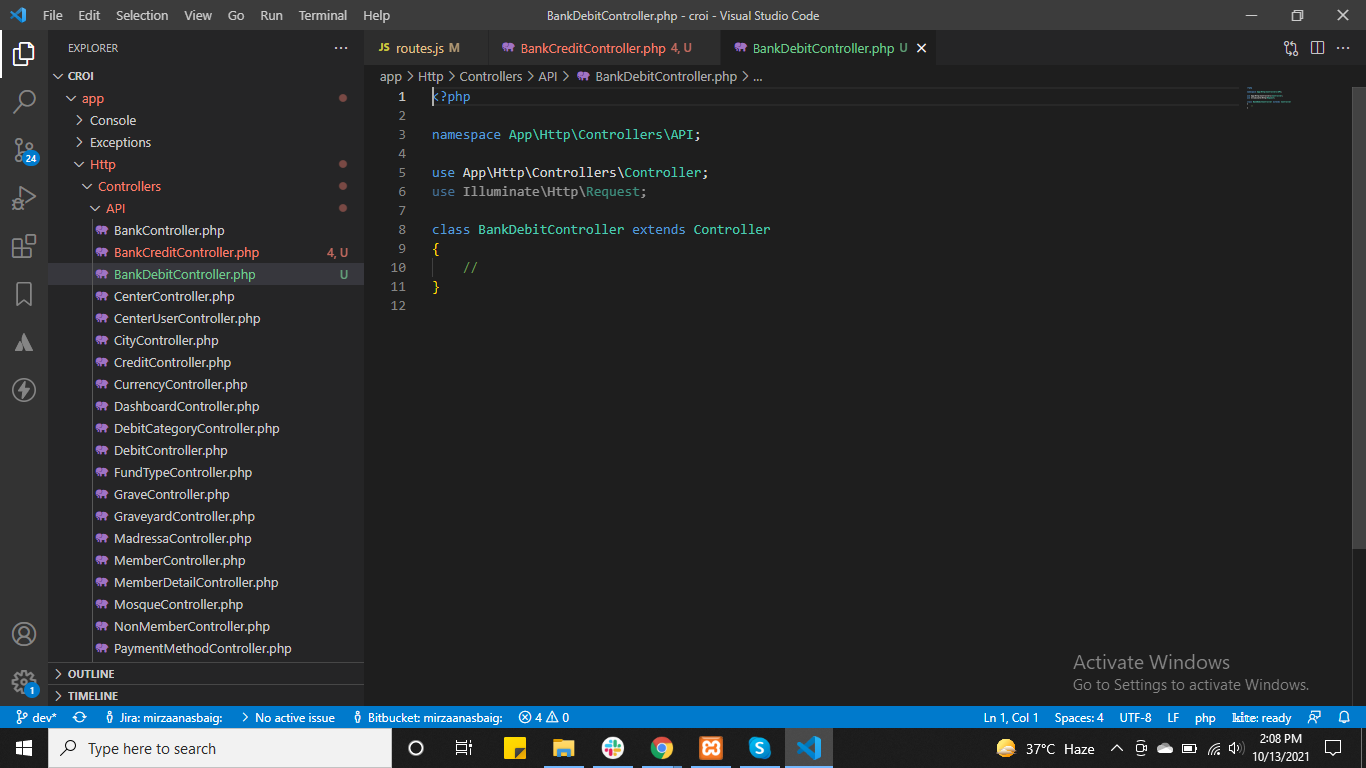 File Edit Selection View Go Run Terminal Help BankDebitController.php - croi - Visual Studio Code
EXPLORER
JS routes.js M BankCreditController.php 4, U BankDebitController.php U
app > Http > Controllers > API > BankDebitController.php > ...
CROI
app
Console
Exceptions
Http
Controllers
API
BankController.php
BankCreditController.php 4, U
BankDebitController.php U
CenterController.php
CenterUserController.php
CityController.php
CreditController.php
CurrencyController.php
DashboardController.php
DebitCategoryController.php
DebitController.php
FundTypeController.php
GraveController.php
GraveyardController.php
MadressaController.php
MemberController.php
MemberDetailController.php
MosqueController.php
NonMemberController.php
PaymentMethodController.php
OUTLINE
TIMELINE
24
1
1 <?php
2
3 namespace App\Http\Controllers\API;
4
5 use App\Http\Controllers\Controller;
6 use Illuminate\Http\Request;
7
8 class BankDebitController extends Controller
9 {
10 //
11 }
12
Activate Windows
Go to Settings to activate Windows.
dev* Jira: mirzaanasbaig: > No active issue Bitbucket: mirzaanasbaig: 4 0 Ln 1, Col 1 Spaces: 4 UTF-8 LF php kite: ready
Type here to search 37°C Haze 2:08 PM
10/13/2021